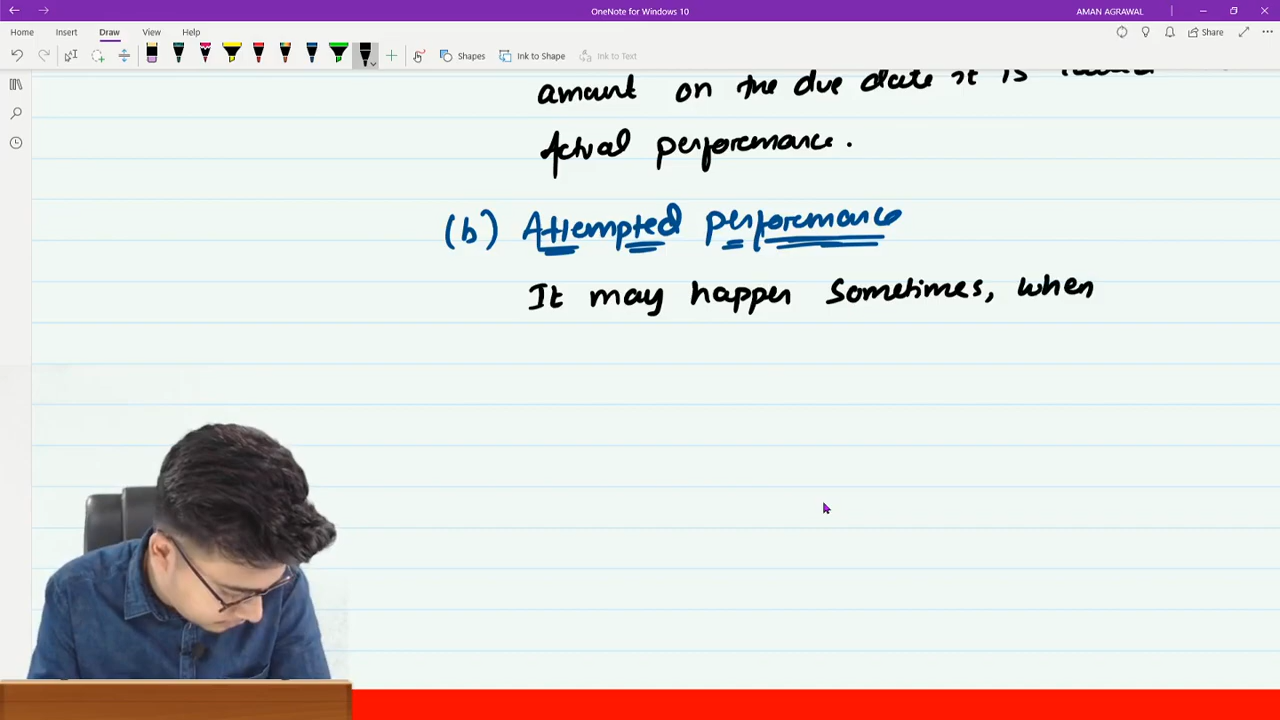 OneNote for Windows 10
AMAN AGRAWAL
Home Insert Draw View Help
Share
Shapes Ink to Shape Ink to Text
amount on the due date it is
Actual performance.
(b) Attempted performance
It may happen Sometimes, when